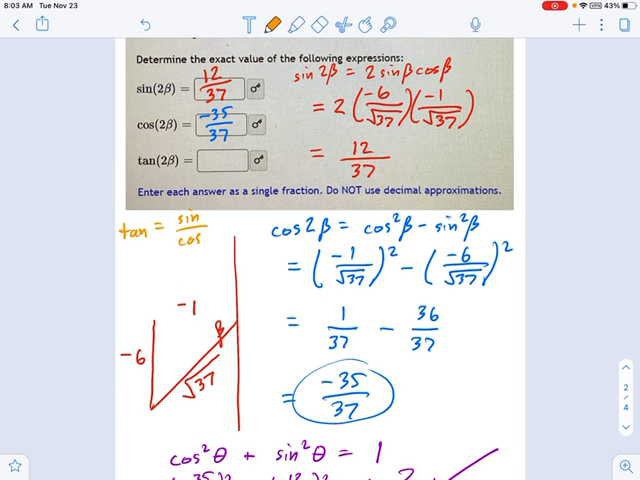 8:03 AM Tue Nov 23
43%
Determine the exact value of the following expressions:
sin(2β) = 12/37
cos(2β) = -35/37
tan(2β) =
Enter each answer as a single fraction. Do NOT use decimal approximations.
sin 2β = 2 sinβ cosβ
= 2 (-6/√37)(-1/√37)
= 12/37
tan = sin/cos
cos 2β = cos²β - sin²β
= (-1/√37)² - (-6/√37)²
= 1/37 - 36/37
= -35/37
-1
-6
β
√37
cos²θ + sin²θ = 1
2
/
4